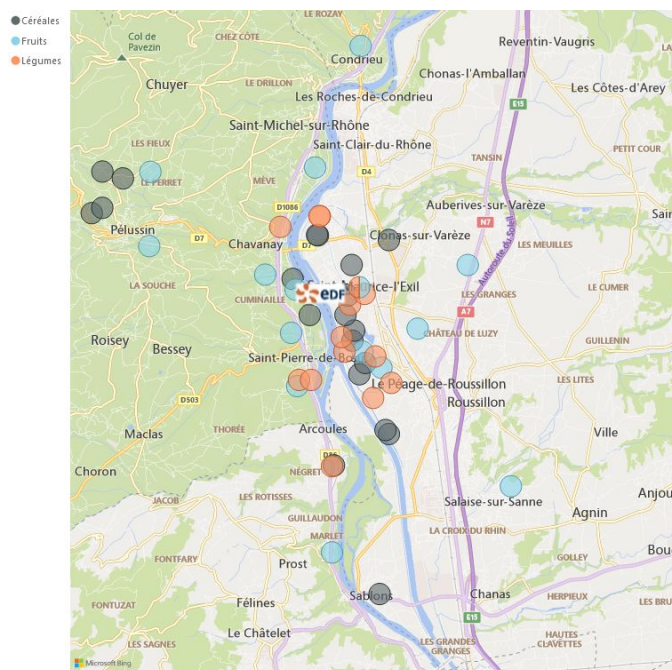 Céréales
Fruits
Légumes
LE ROZAY
Col de
Pavezin
CHEZ CÔTÉ
Condrieu
Reventin-Vaugris
Chuyer
LE DRILLON
Chonas-l'Amballan
Les Côtes-d'Arey
Les Roches-de-Condrieu
E15
Saint-Michel-sur-Rhône
LES FIEUX
Saint-Clair-du-Rhône
PETIT COUR
TANSIN
D4
LE PERRET
MÈVE
D1086
Auberives-sur-Varèze
N7
Pélussin
D7
Chavanay
D7
Clonas-sur-Varèze
LES MEUILLES
Autoroute du Soleil
LA SOUCHE
CUMINAILLE
EDF
LES GRANGES
LE CUMER
A7
Roisey
Bessey
CHÂTEAU DE LUZY
GUILLENIN
Saint-Pierre-de-
Le Péage-de-Roussillon
LES LITES
D503
Roussillon
Maclas
THORÉE
Arcoules
Ville
Choron
NÉGRET
JACOB
LES ROTISSES
Salaise-sur-Sanne
Anjou
GUILLAUDON
Agnin
MARLET
LA CROIX DU RHIN
FONTFARY
Prost
GOLLEY
Sablons
Chanas
HERPIEUX
FONTUZAT
Félines
E15
LES SAGNES
Le Châtelet
LES GRANDES
GRANGES
HAUTES
CLAVETTES
Microsoft Bing